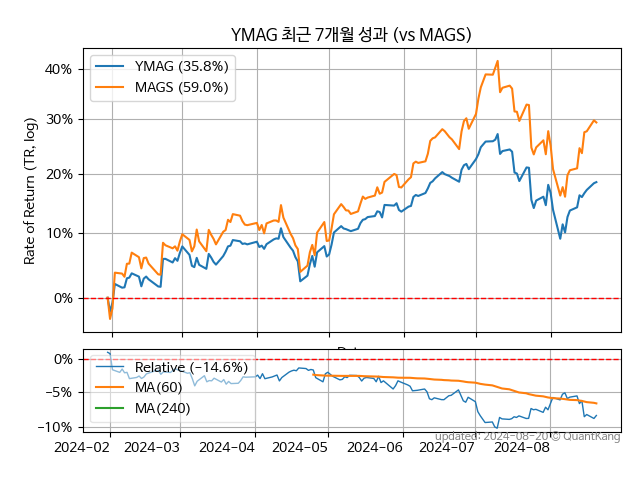 YMAG 최근 7개월 성과 (vs MAGS)
YMAG (35.8%)
MAGS (59.0%)
Rate of Return (TR, log)
40%
30%
20%
10%
0%
Relative (−14.6%)
MA(60)
MA(240)
0%
−5%
−10%
2024−02 2024−03 2024−04 2024−05 2024−06 2024−07 2024−08
updated: 2024−08−20 © QuantKang